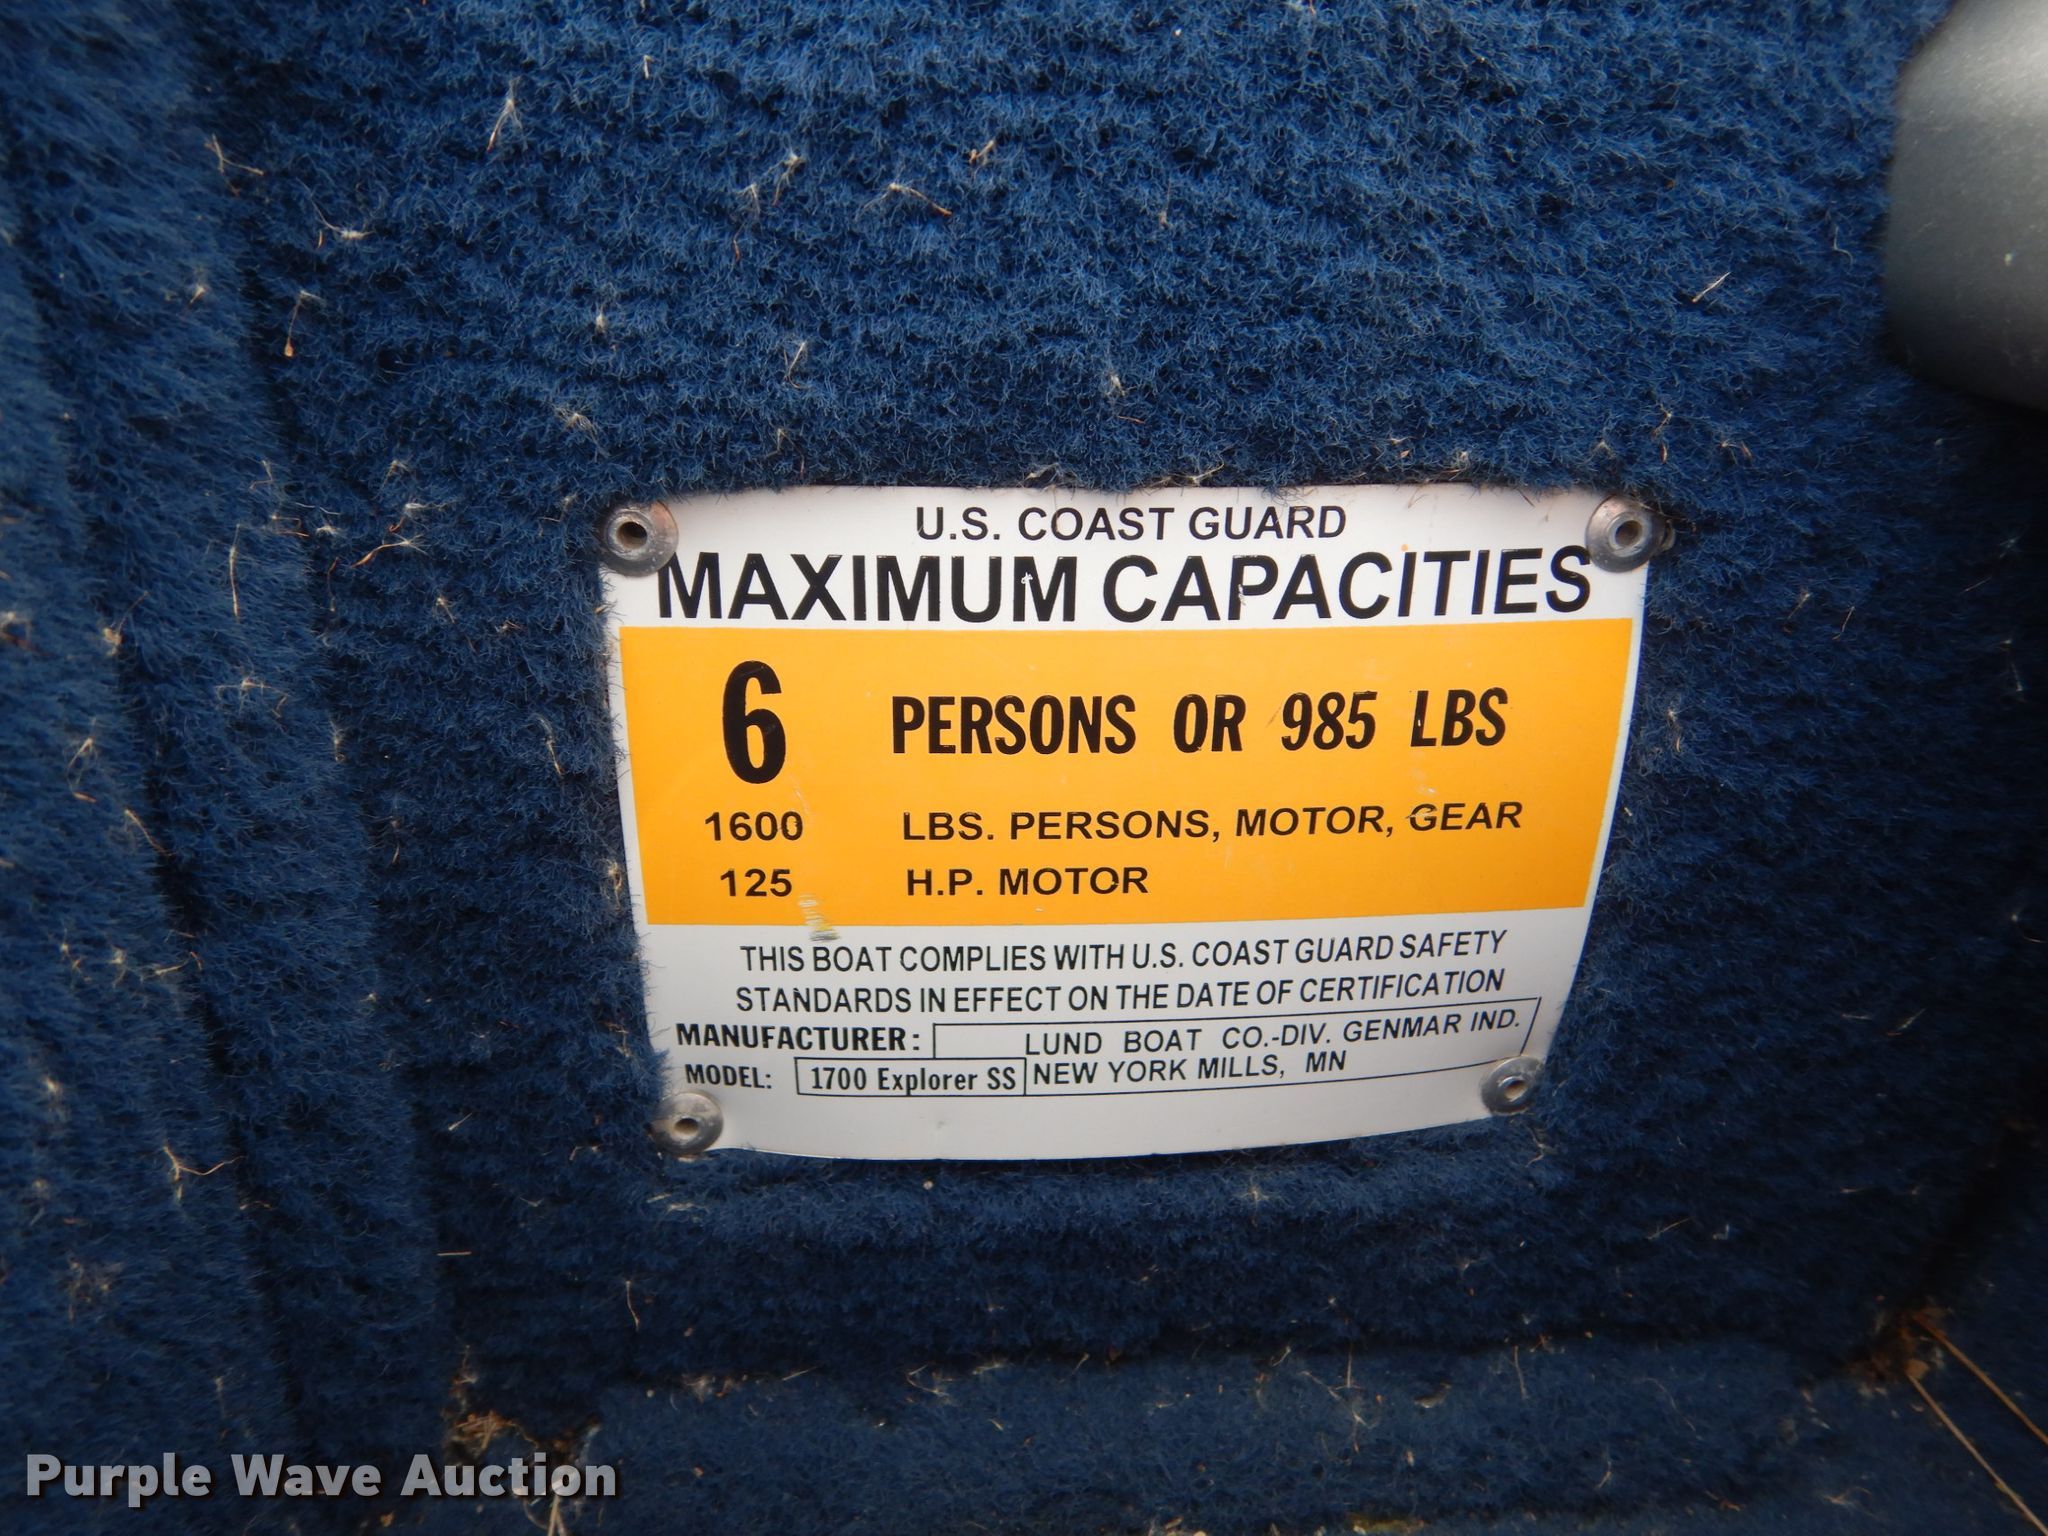 U.S. COAST GUARD
MAXIMUM CAPACITIES
6 PERSONS OR 985 LBS
1600 LBS. PERSONS, MOTOR, GEAR
125 H.P. MOTOR
THIS BOAT COMPLIES WITH U.S. COAST GUARD SAFETY
STANDARDS IN EFFECT ON THE DATE OF CERTIFICATION
MANUFACTURER: LUND BOAT CO.-DIV. GENMAR IND.
MODEL: 1700 Explorer SS NEW YORK MILLS, MN
Purple Wave Auction